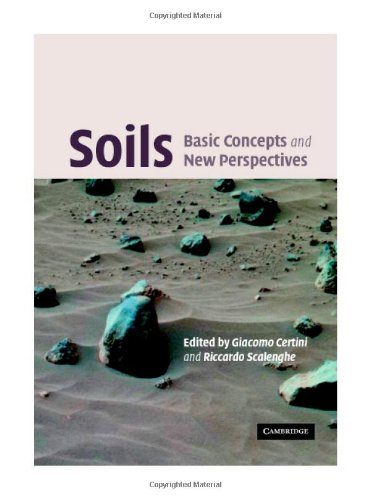 Copyrighted Material
Soils Basic Concepts and
New Perspectives
Edited by Giacomo Certini
and Riccardo Scalenghe
CAMBRIDGE
Copyrighted Material